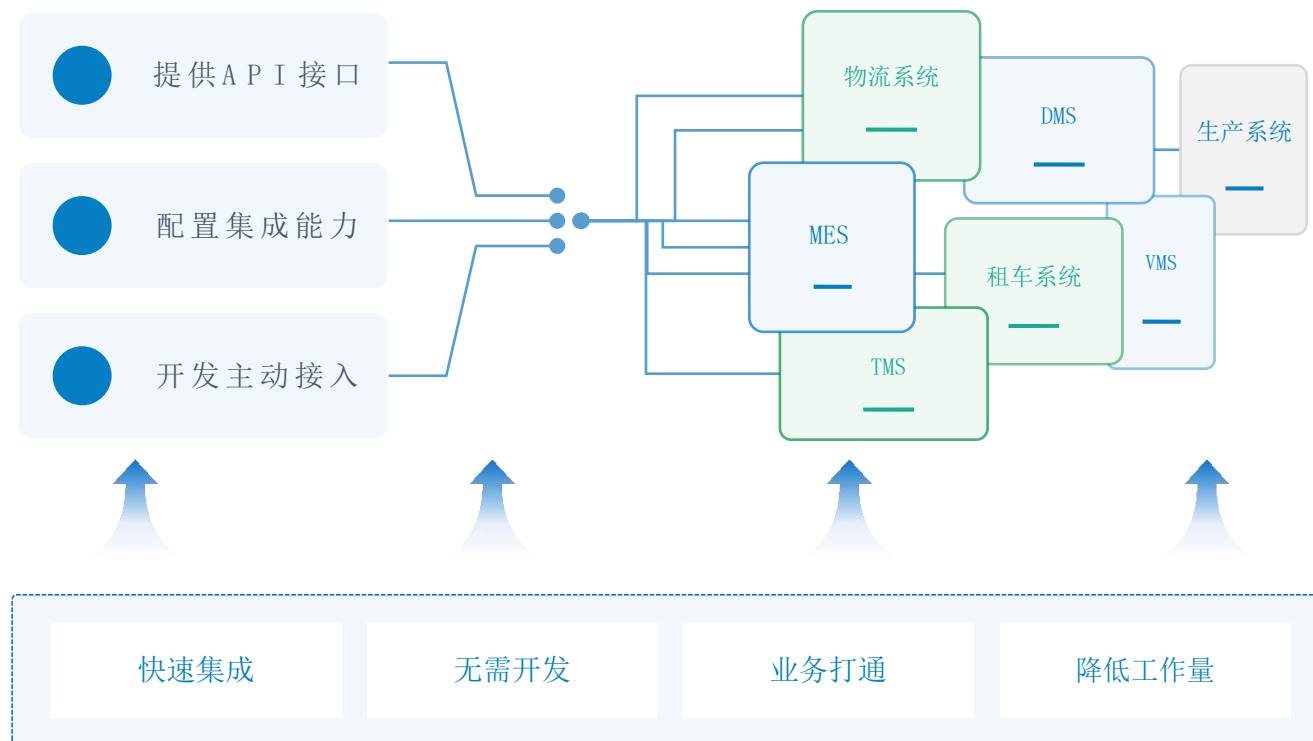 提供API接口
配置集成能力
开发主动接入
物流系统
DMS
生产系统
MES
租车系统
VMS
TMS
快速集成
无需开发
业务打通
降低工作量